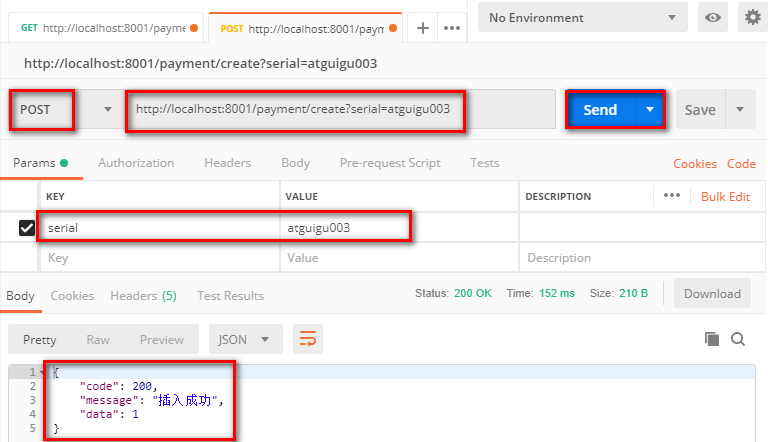 GET http://localhost:8001/payme
POST http://localhost:8001/payn
+ ••• No Environment
http://localhost:8001/payment/create?serial=atguigu003
POST http://localhost:8001/payment/create?serial=atguigu003 Send Save
Params Authorization Headers Body Pre-request Script Tests Cookies Code
KEY VALUE DESCRIPTION ••• Bulk Edit
serial atguigu003
Key Value Description
Body Cookies Headers (5) Test Results Status: 200 OK Time: 152 ms Size: 210 B Download
Pretty Raw Preview JSON
1 {
2 "code": 200,
3 "message": "插入成功",
4 "data": 1
5 }